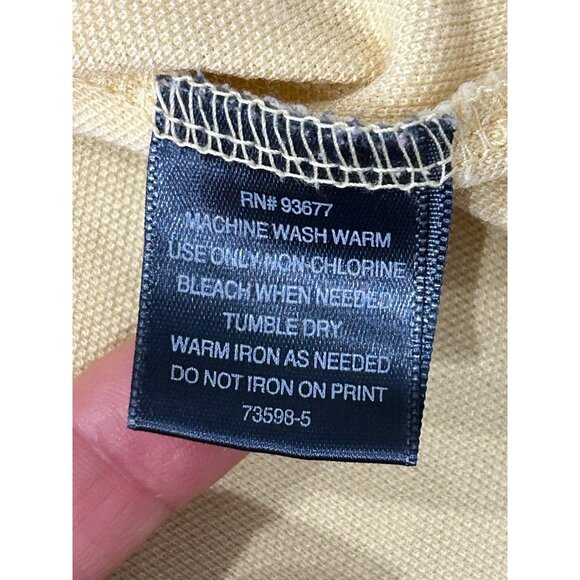 RN# 93677
MACHINE WASH WARM
USE ONLY NON-CHLORINE
BLEACH WHEN NEEDED
TUMBLE DRY
WARM IRON AS NEEDED
DO NOT IRON ON PRINT
73598-5